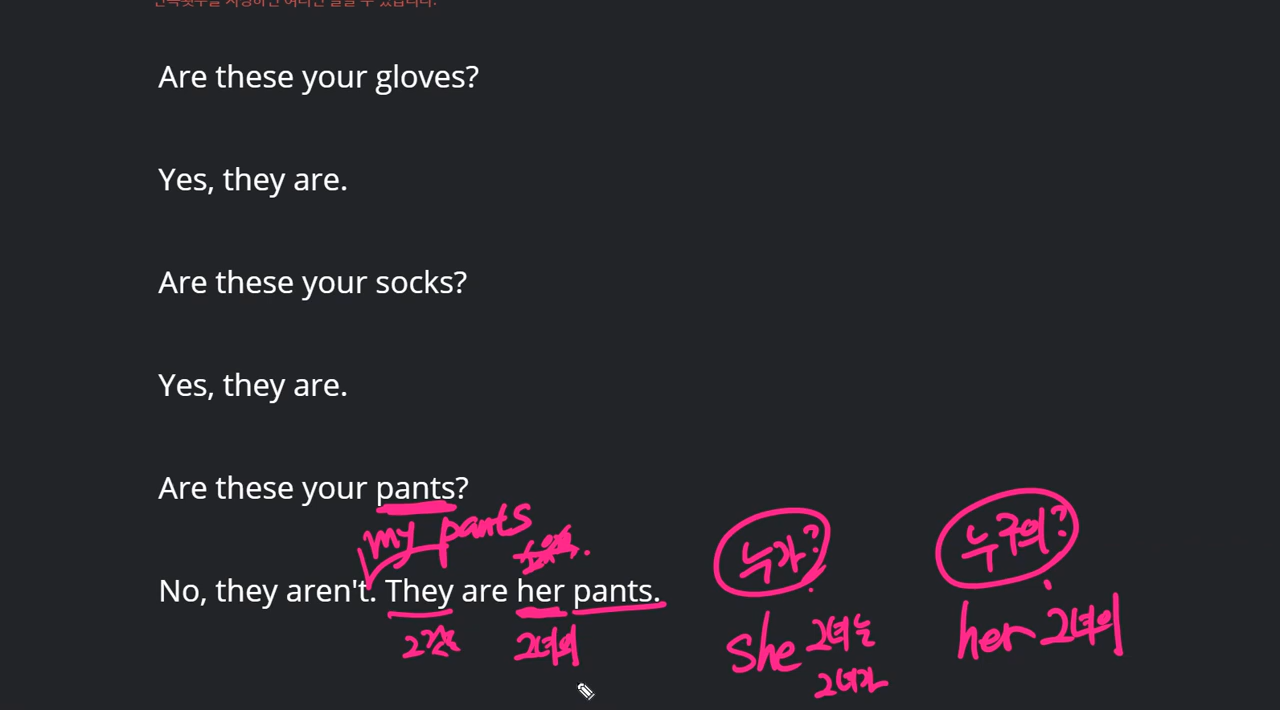 Are these your gloves?
Yes, they are.
Are these your socks?
Yes, they are.
Are these your pants?
my pants
누가?
누구의?
No, they aren't. They are her pants.
그녀의
she 그녀는
그녀가
her 그녀의